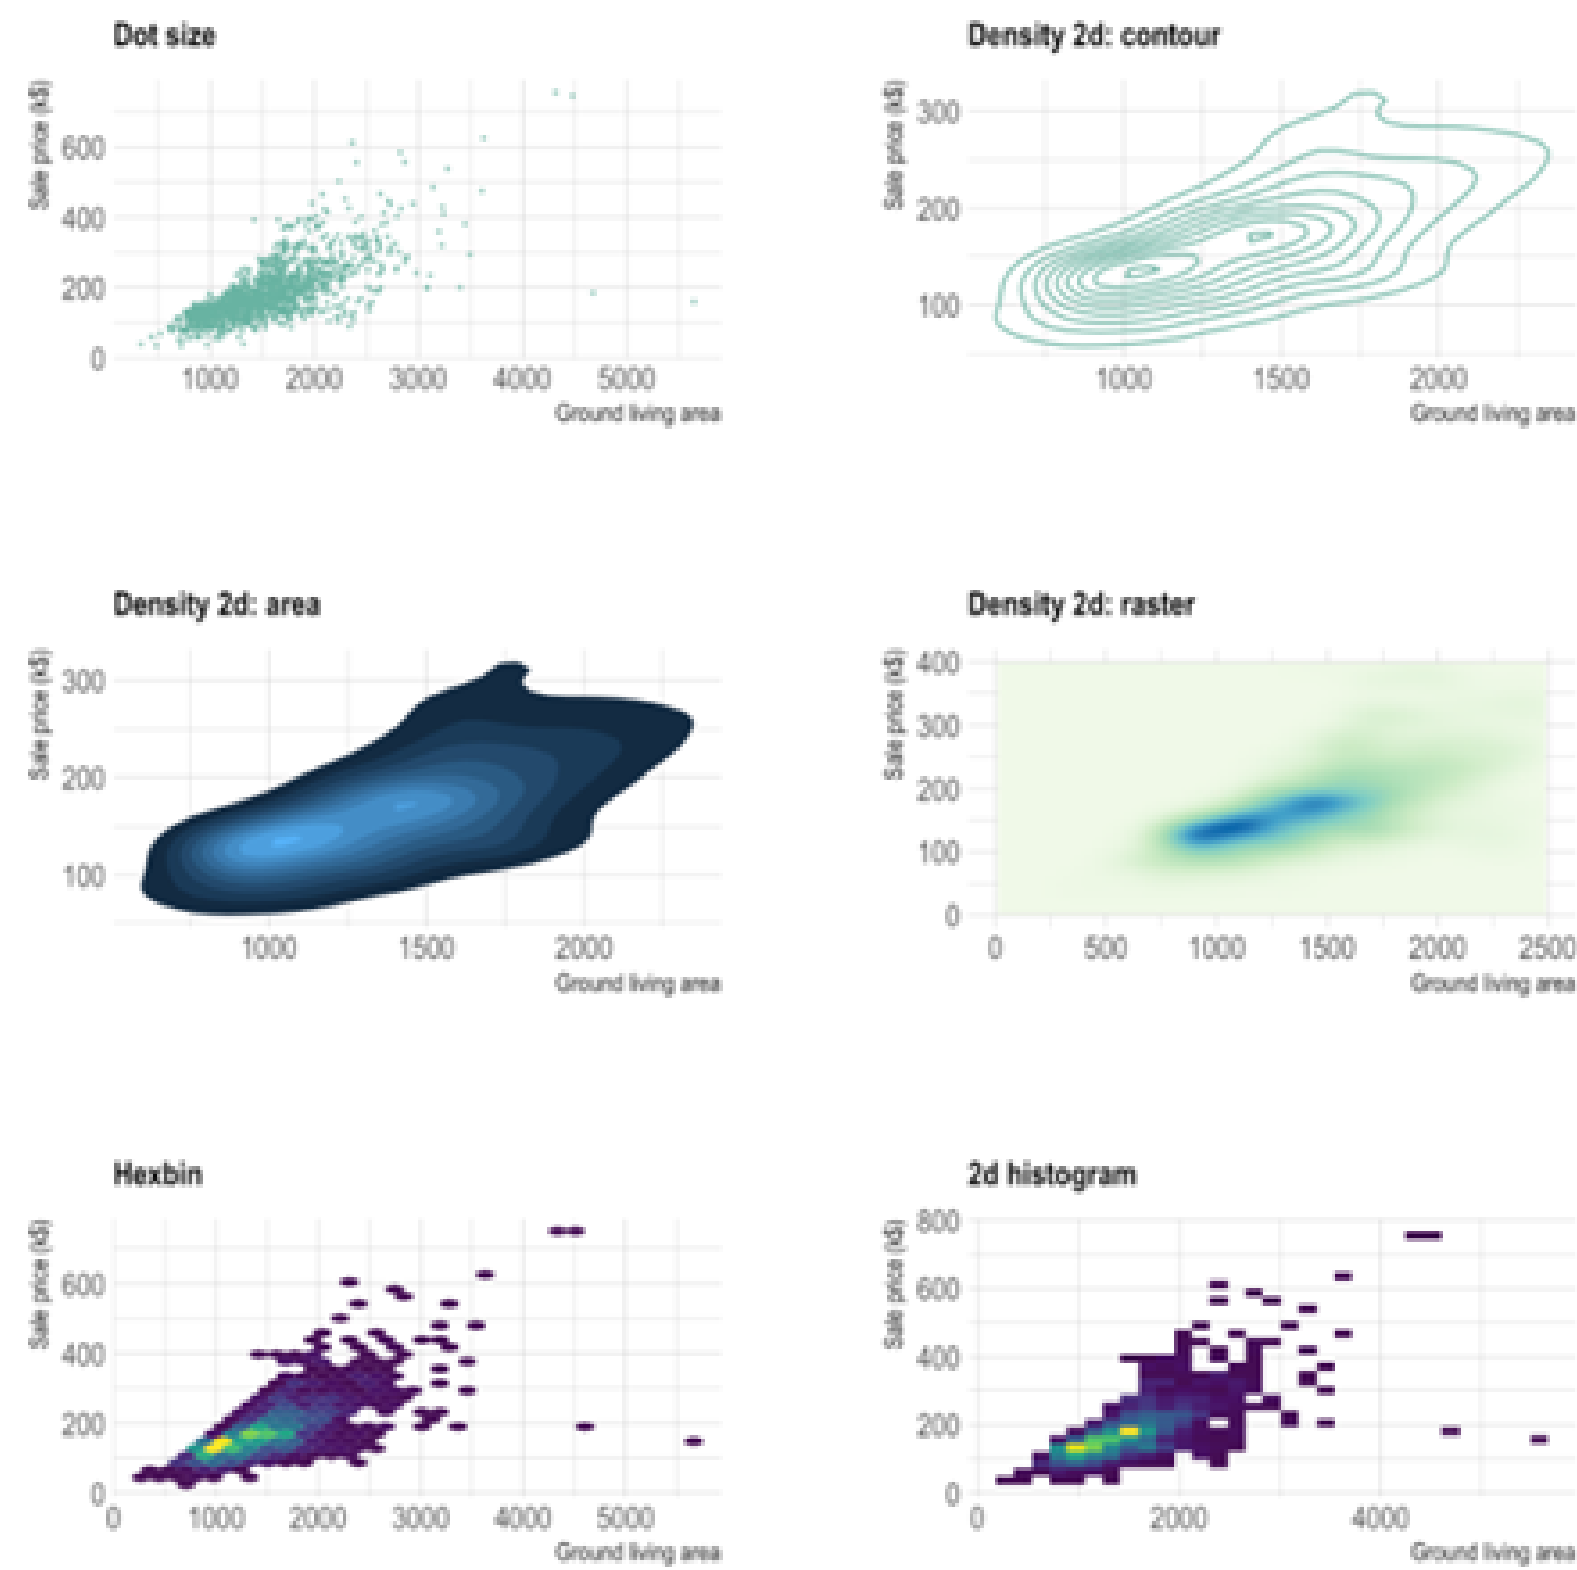 Dot size
Sale price (k$)
600
400
200
0
1000 2000 3000 4000 5000
Ground living area
Density 2d: contour
Sale price (k$)
300
200
100
1000 1500 2000
Ground living area
Density 2d: area
Sale price (k$)
300
200
100
1000 1500 2000
Ground living area
Density 2d: raster
Sale price (k$)
400
300
200
100
0
0 500 1000 1500 2000 2500
Ground living area
Hexbin
Sale price (k$)
600
400
200
0
0 1000 2000 3000 4000 5000
Ground living area
2d histogram
Sale price (k$)
800
600
400
200
0
0 2000 4000
Ground living area